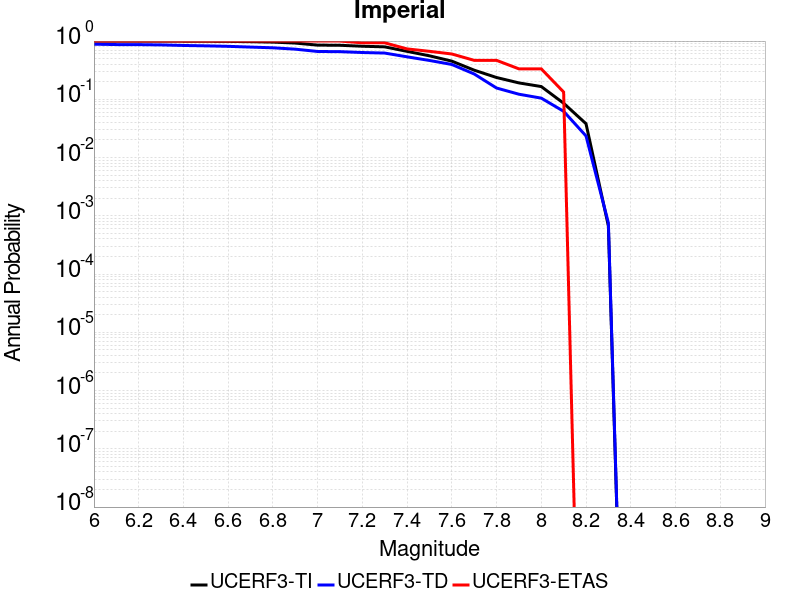 Imperial
10^0
10^-1
10^-2
10^-3
10^-4
10^-5
10^-6
10^-7
10^-8
Annual Probability
6 6.2 6.4 6.6 6.8 7 7.2 7.4 7.6 7.8 8 8.2 8.4 8.6 8.8 9
Magnitude
UCERF3-TI UCERF3-TD UCERF3-ETAS